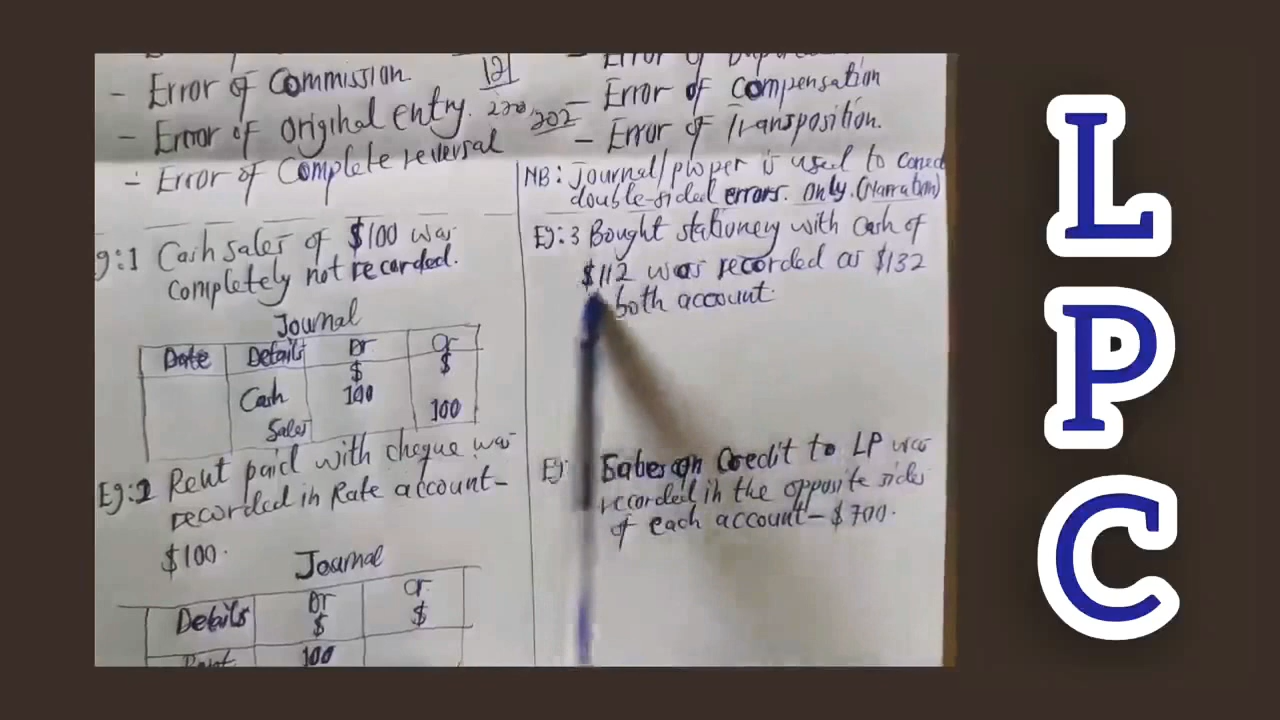 - Error of Commission.
- Error of Original entry.
- Error of Complete reversal
121
220, 202
Error of
- Error of Compensation
- Error of Transposition.
g:1 Cash sales of $100 was
completely not recorded.
Journal
Date Details Dr Cr
$ $
Cash 100
Sales 100
Eg:2 Rent paid with cheque was
recorded in Rate account-
$100.
Journal
Details Dr Cr
$ $
Rent 100
NB: Journal/proper is used to
double-sided errors. only. (Narration)
Eg:3 Bought stationery with Cash of
$112 was recorded as $132
both account.
Eg: on Credit to LP was
recorded in the opposite sides
of each account- $700.
LPC